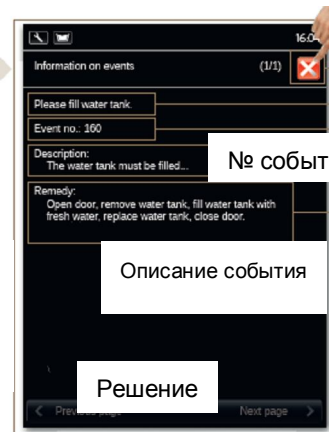 16:04
Information on events (1/1)
Please fill water tank.
Event no.: 160
Description:
The water tank must be filled...
№ событ
Remedy:
Open door, remove water tank, fill water tank with
fresh water, replace water tank, close door.
Описание события
Решение
Next page